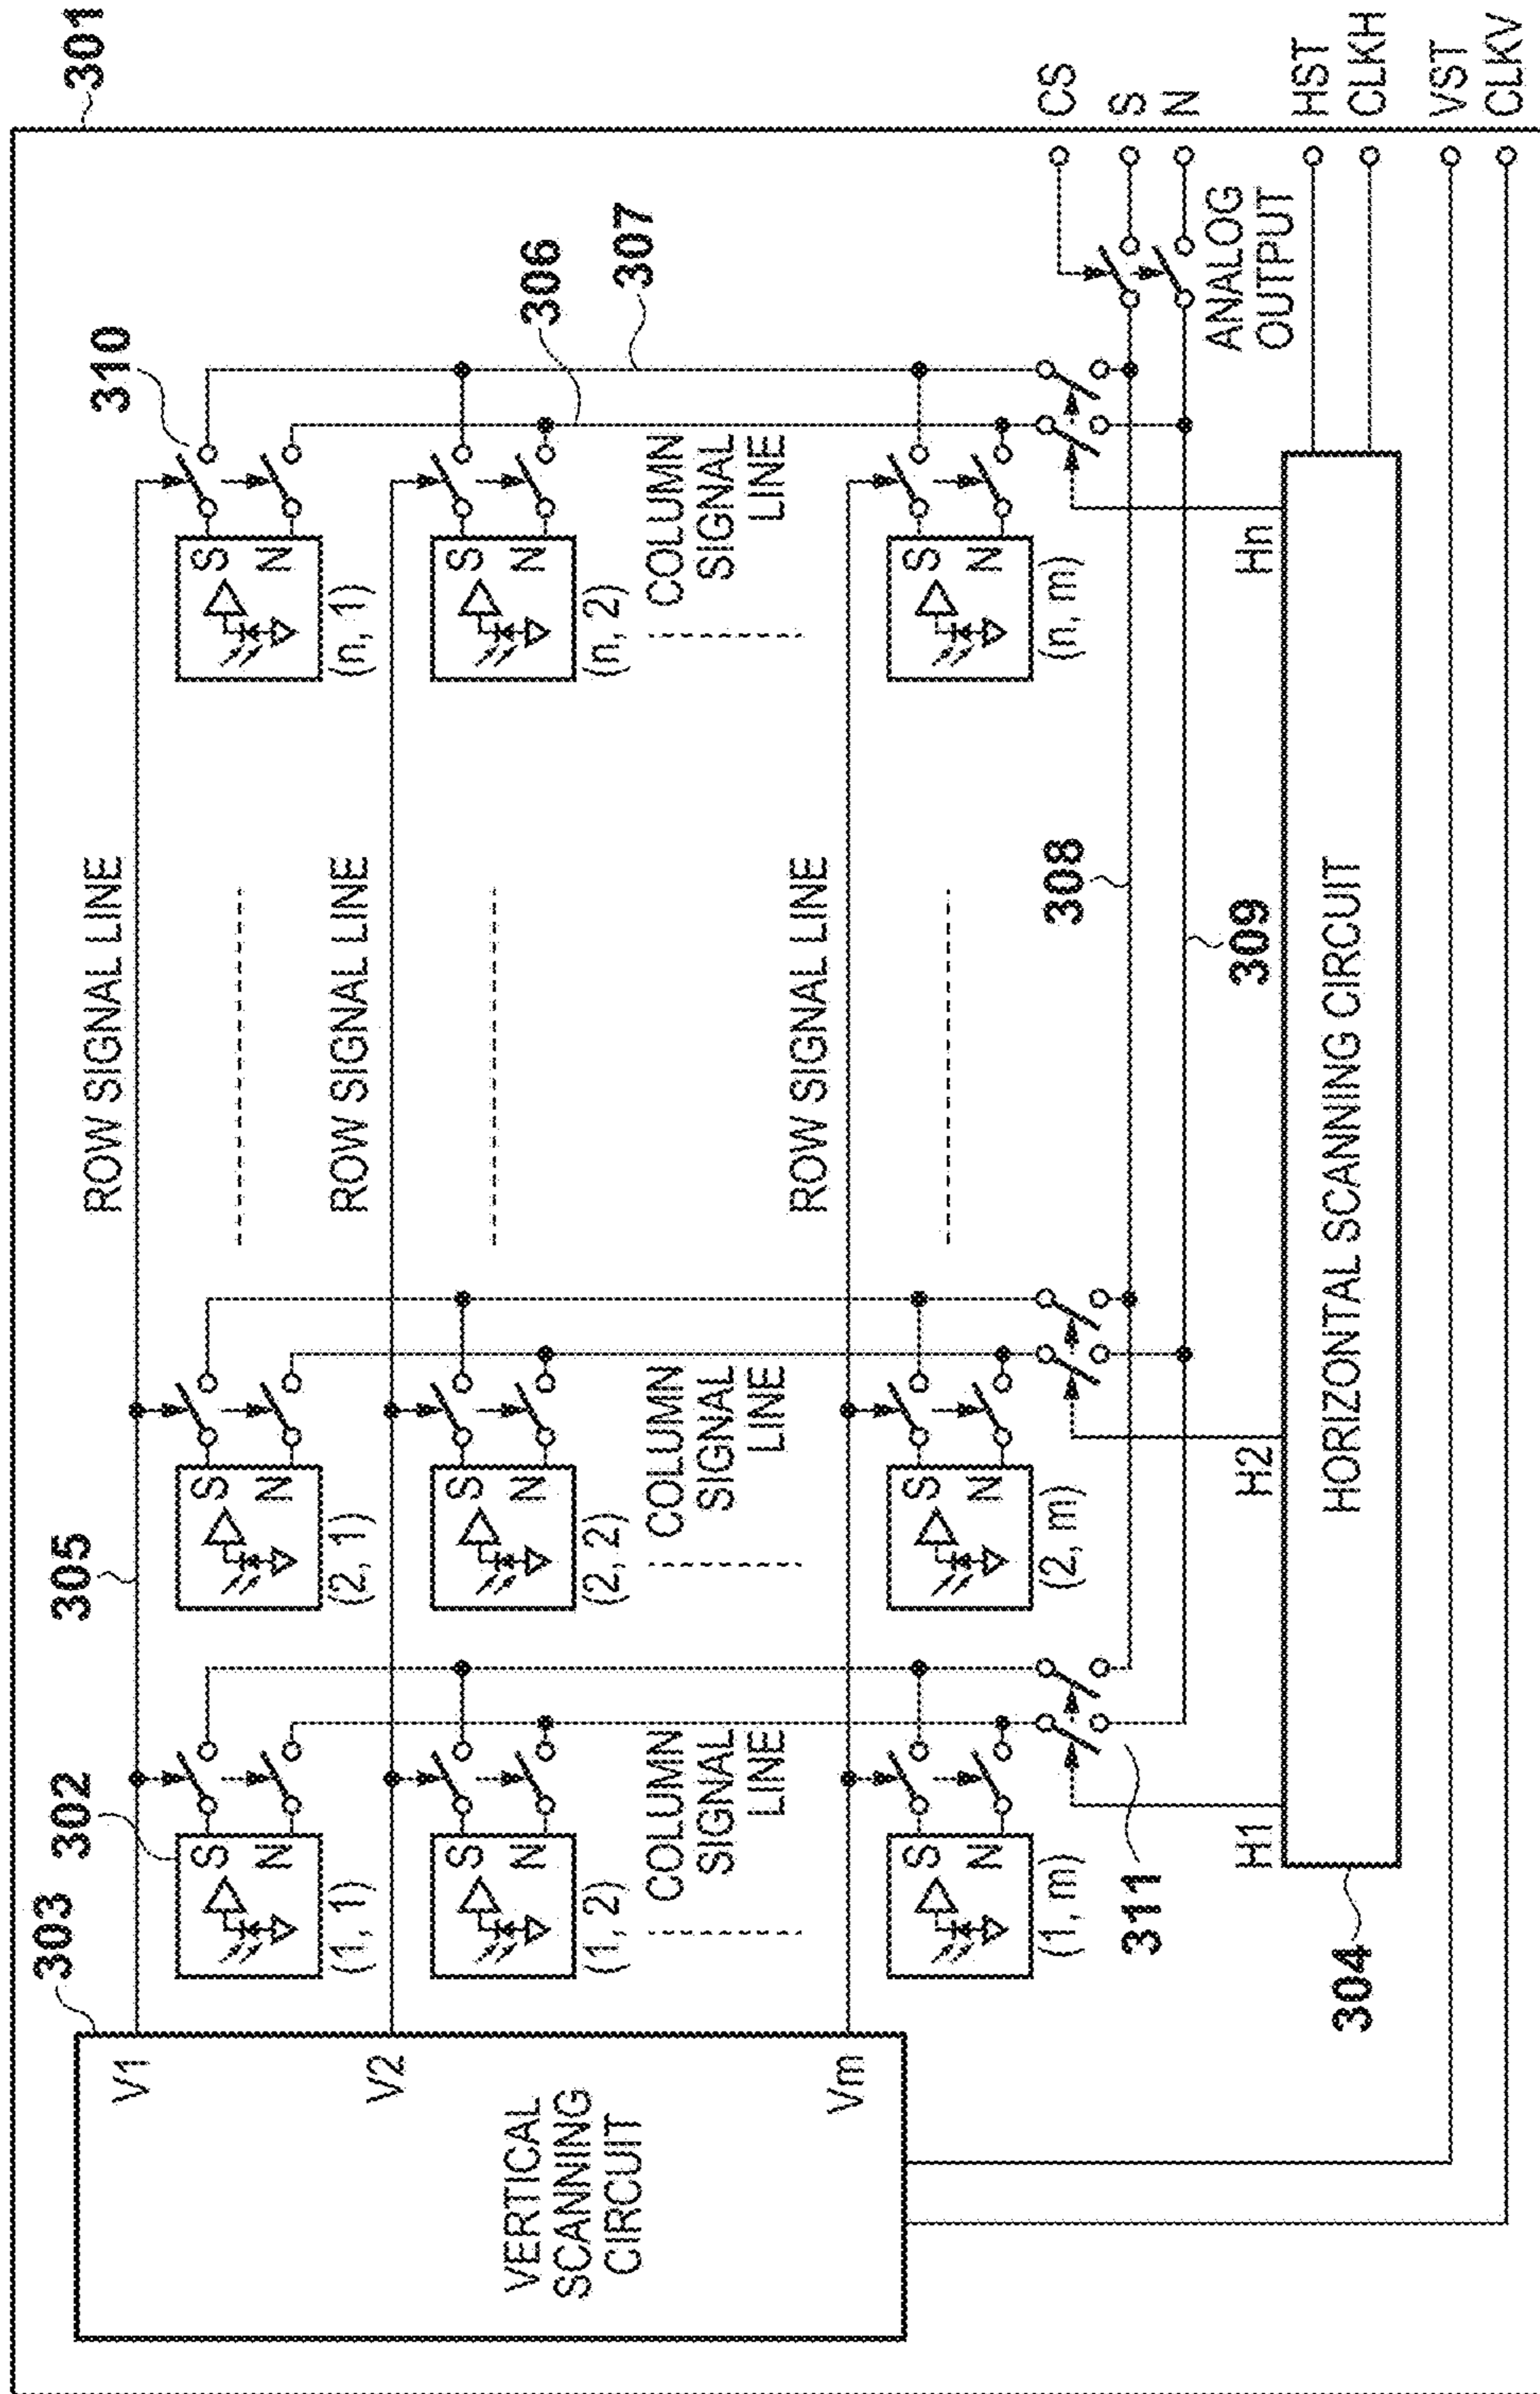 301
303
302
305
310
V1
ROW SIGNAL LINE
S
N
(1, 1)
S
N
(2, 1)
S
N
(n, 1)
306
307
V2
ROW SIGNAL LINE
S
N
(1, 2)
S
N
(2, 2)
S
N
(n, 2)
VERTICAL
SCANNING
CIRCUIT
COLUMN
SIGNAL
LINE
COLUMN
SIGNAL
LINE
COLUMN
SIGNAL
LINE
Vm
ROW SIGNAL LINE
S
N
(1, m)
S
N
(2, m)
S
N
(n, m)
CS
S
N
308
311
309
ANALOG
OUTPUT
H1
H2
Hn
HORIZONTAL SCANNING CIRCUIT
304
HST
CLKH
VST
CLKV